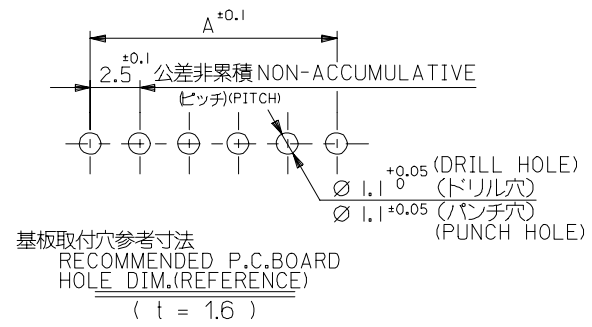 A ±0.1
2.5 ±0.1 公差非累積 NON-ACCUMULATIVE
(ピッチ)(PITCH)
Ø 1.1 +0.05 0 (DRILL HOLE)
(ドリル穴)
Ø 1.1 ±0.05 (パンチ穴)
(PUNCH HOLE)
基板取付穴参考寸法
RECOMMENDED P.C.BOARD
HOLE DIM.(REFERENCE)
( t = 1.6 )